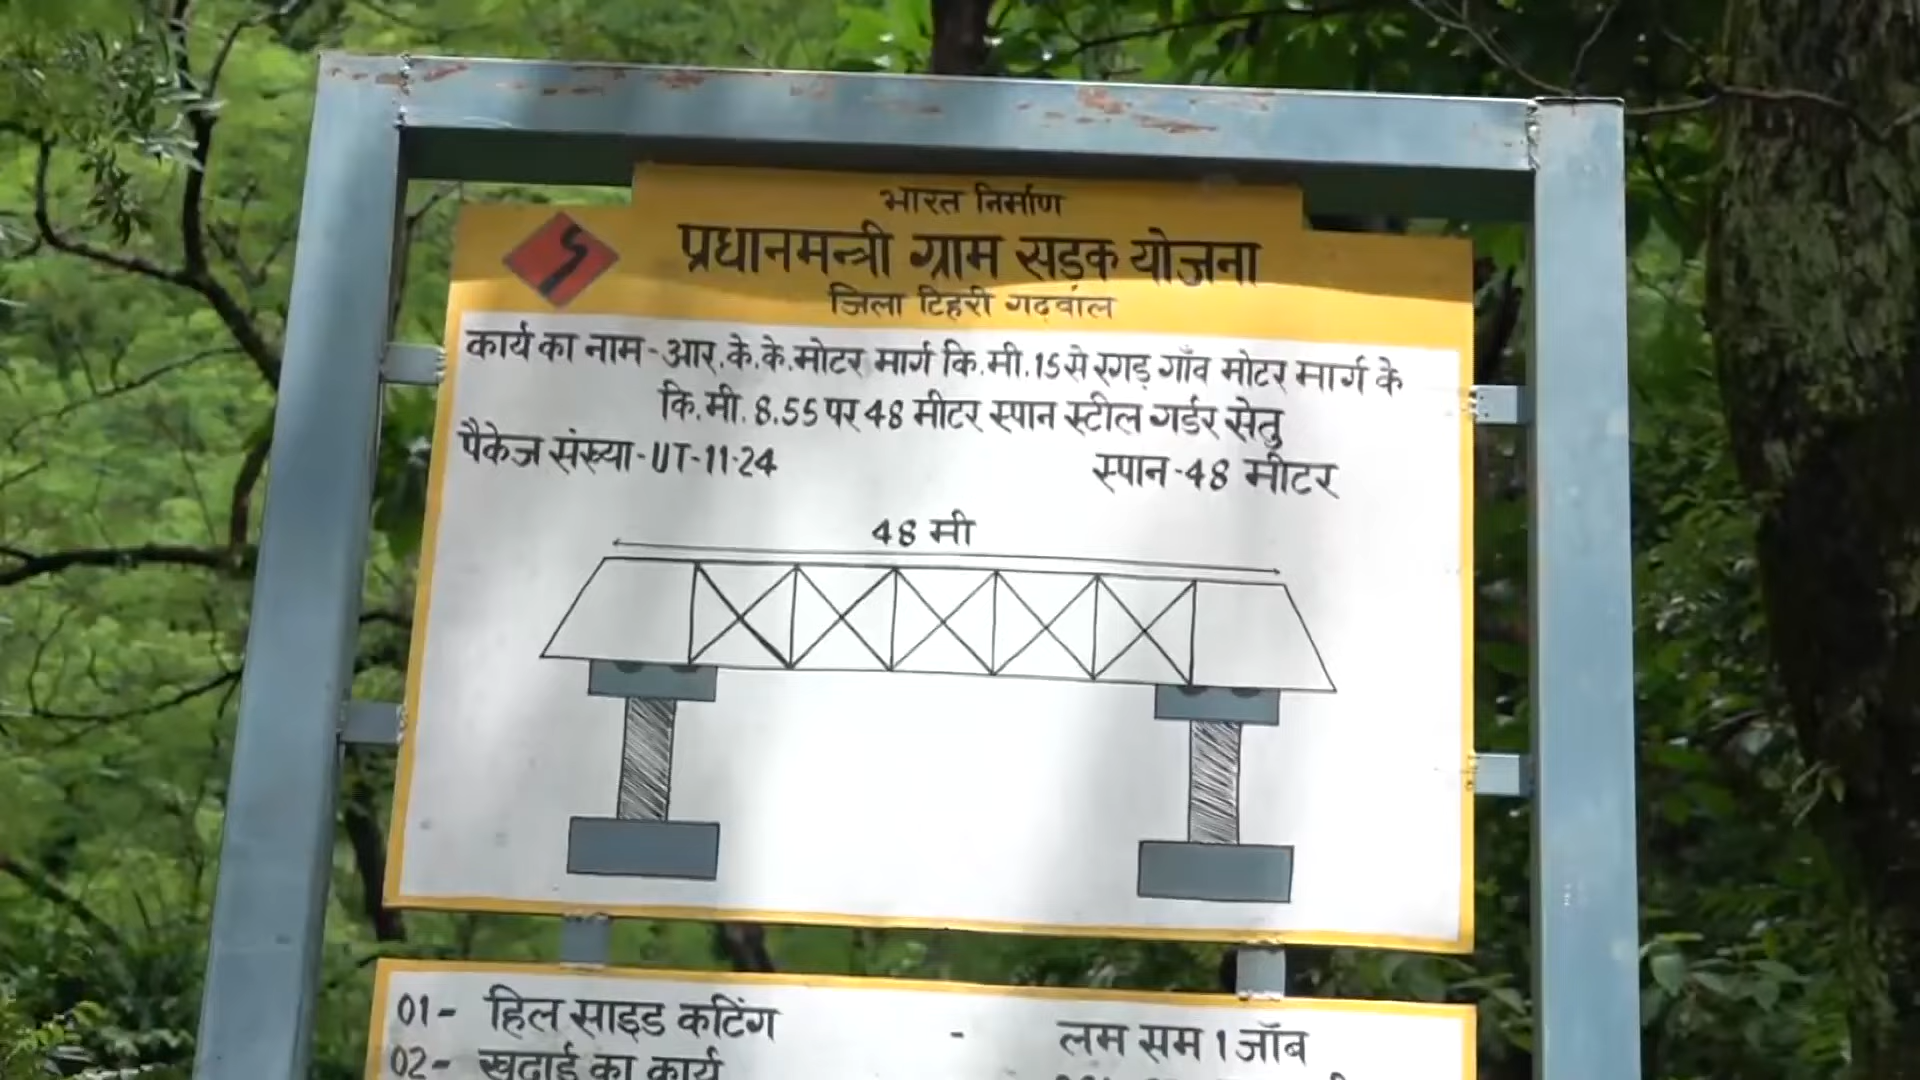 भारत निर्माण
प्रधानमन्त्री ग्राम सड़क योजना
जिला टिहरी गढ़वाल
कार्य का नाम-आर.के.के.मोटर मार्ग कि.मी.15 से रगड़ गाँव मोटर मार्ग के
कि.मी. 8.55 पर 48 मीटर स्पान स्टील गर्डर सेतु
पैकेज संख्या-UT-11-24 स्पान-48 मीटर
48 मी
01- हिल साइड कटिंग - लम सम 1 जॉब
02- खुदाई का कार्य